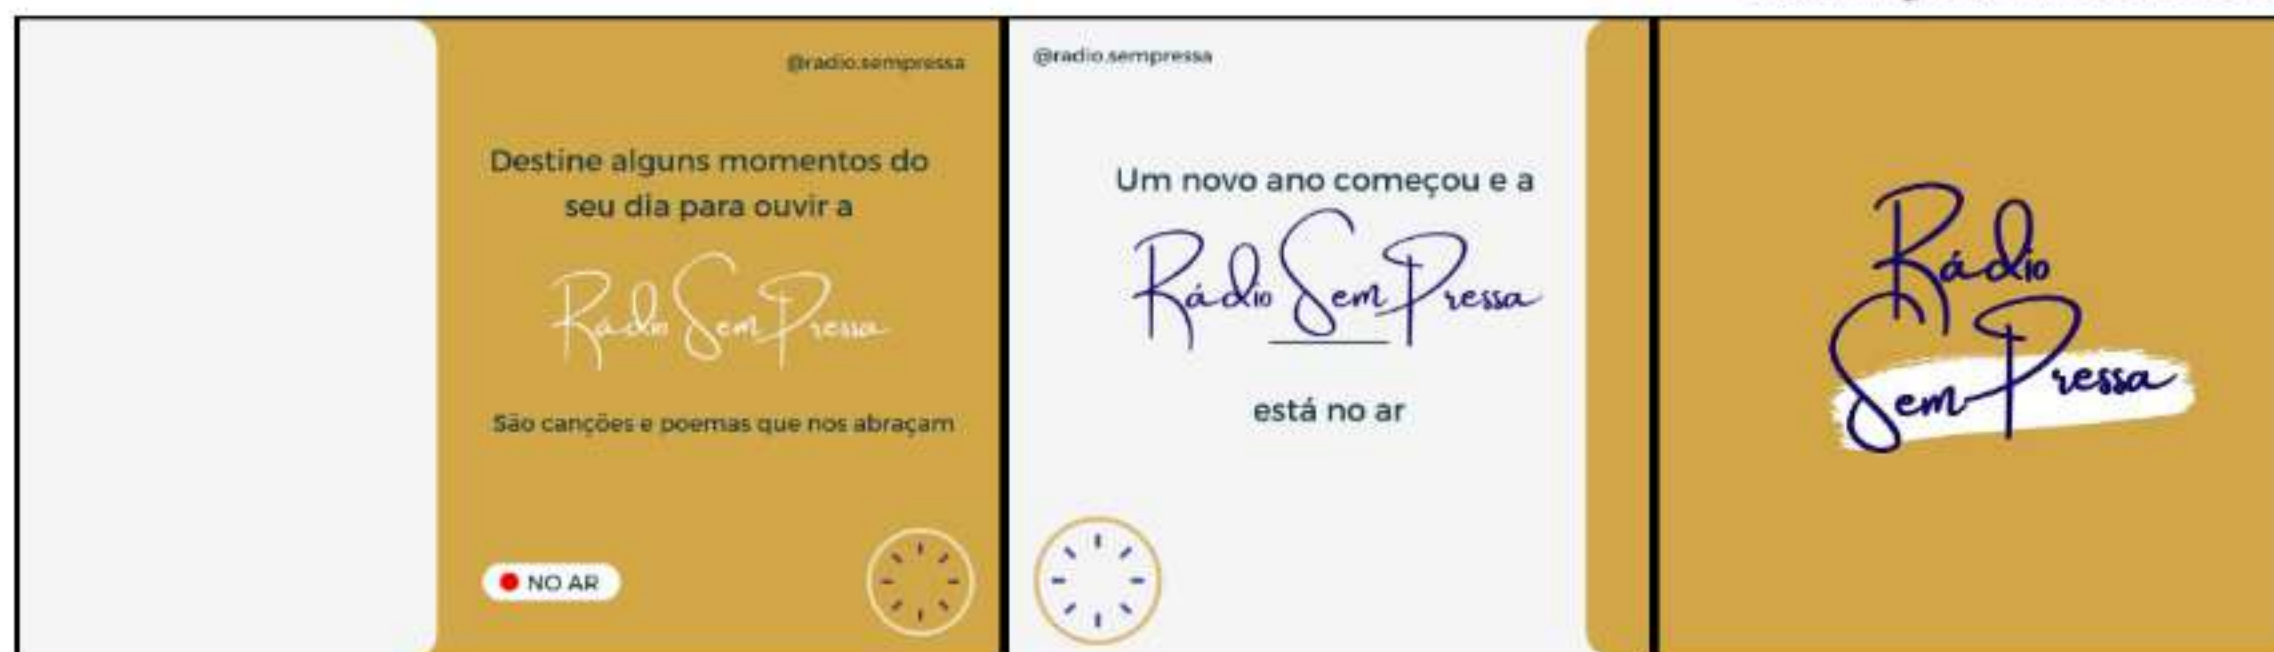 @radio.sempressa
Destine alguns momentos do
seu dia para ouvir a
Rádio Sem Pressa
São canções e poemas que nos abraçam
NO AR
@radio.sempressa
Um novo ano começou e a
Rádio Sem Pressa
está no ar
Rádio
Sem Pressa